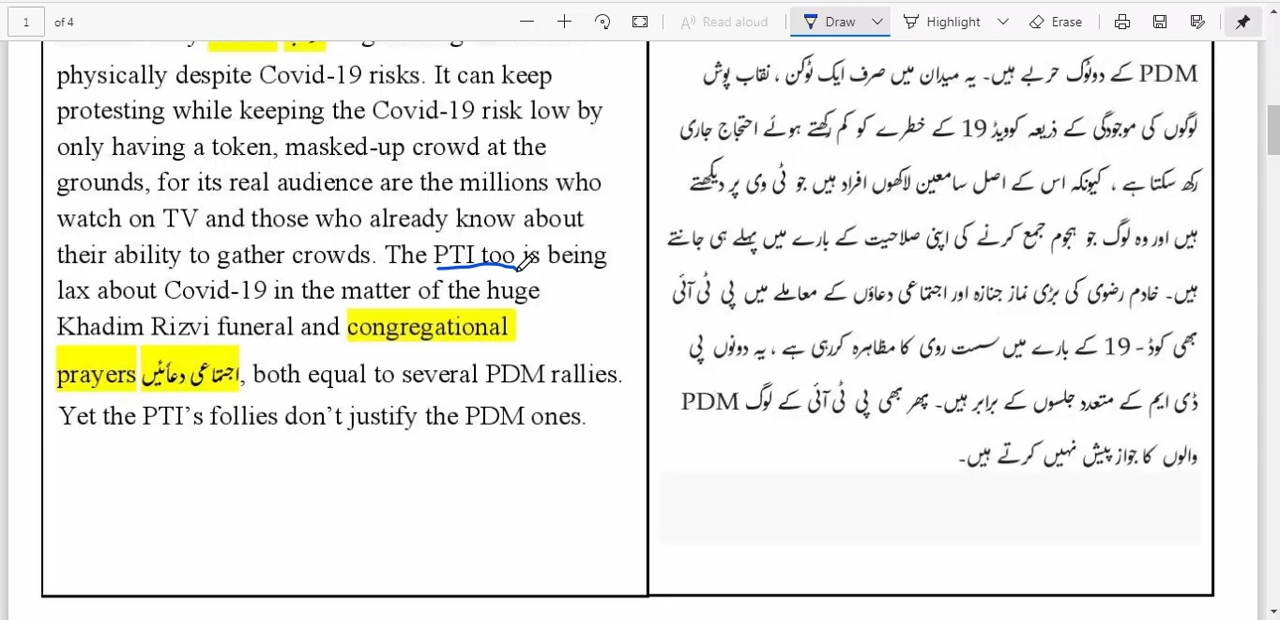 1 of 4
Read aloud
Draw
Highlight
Erase
physically despite Covid-19 risks. It can keep
protesting while keeping the Covid-19 risk low by
only having a token, masked-up crowd at the
grounds, for its real audience are the millions who
watch on TV and those who already know about
their ability to gather crowds. The PTI too is being
lax about Covid-19 in the matter of the huge
Khadim Rizvi funeral and congregational
prayers اجتماعی دعائیں, both equal to several PDM rallies.
Yet the PTI's follies don't justify the PDM ones.
PDM کے دوٹوک حربے ہیں۔ یہ میدان میں صرف ایک ٹوکن ، نقاب پوش
لوگوں کی موجودگی کے ذریعہ کوویڈ 19 کے خطرے کو کم رکھتے ہوئے احتجاج جاری
رکھ سکتا ہے ، کیونکہ اس کے اصل سامعین لاکھوں افراد ہیں جو ٹی وی پر دیکھتے
ہیں اور وہ لوگ جو ہجوم جمع کرنے کی اپنی صلاحیت کے بارے میں پہلے ہی جانتے
ہیں۔ خادم رضوی کی بڑی نماز جنازہ اور اجتماعی دعاؤں کے معاملے میں پی ٹی آئی
بھی کوڈ - 19 کے بارے میں سست روی کا مظاہرہ کررہی ہے ، یہ دونوں پی
ڈی ایم کے متعدد جلسوں کے برابر ہیں۔ پھر بھی پی ٹی آئی کے لوگ PDM
والوں کا جواز پیش نہیں کرتے ہیں۔